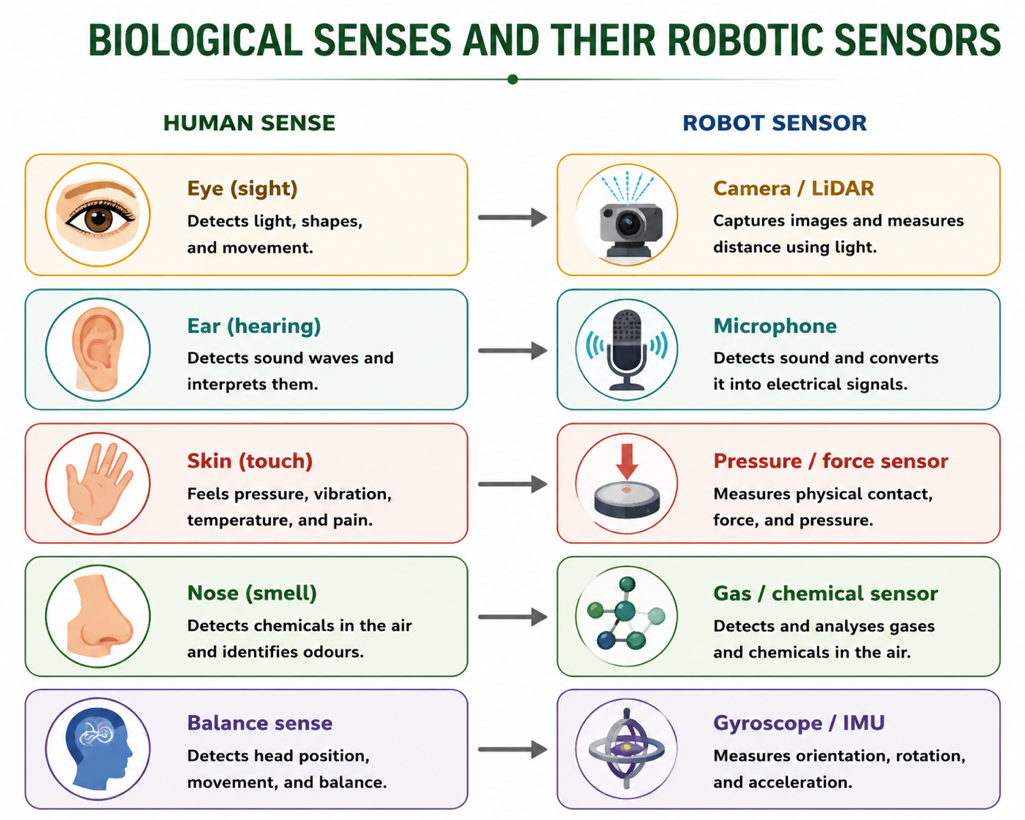 BIOLOGICAL SENSES AND THEIR ROBOTIC SENSORS
HUMAN SENSE
ROBOT SENSOR
Eye (sight)
Detects light, shapes,
and movement.
Camera / LiDAR
Captures images and measures
distance using light.
Ear (hearing)
Detects sound waves and
interprets them.
Microphone
Detects sound and converts
it into electrical signals.
Skin (touch)
Feels pressure, vibration,
temperature, and pain.
Pressure / force sensor
Measures physical contact,
force, and pressure.
Nose (smell)
Detects chemicals in the air
and identifies odours.
Gas / chemical sensor
Detects and analyses gases
and chemicals in the air.
Balance sense
Detects head position,
movement, and balance.
Gyroscope / IMU
Measures orientation, rotation,
and acceleration.